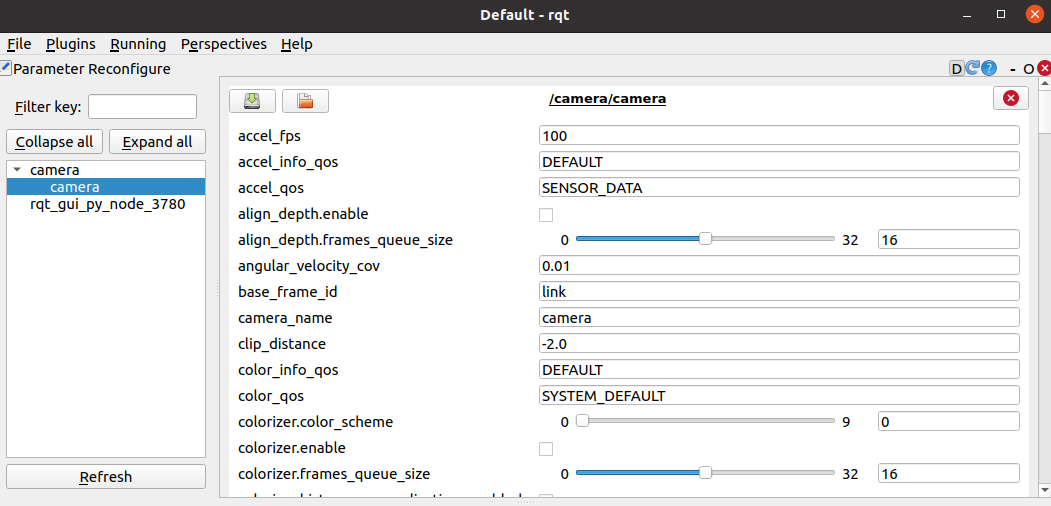 Default - rqt
File Plugins Running Perspectives Help
Parameter Reconfigure D ? - O
Filter key:
Collapse all Expand all
camera
camera
rqt_gui_py_node_3780
Refresh
/camera/camera
accel_fps 100
accel_info_qos DEFAULT
accel_qos SENSOR_DATA
align_depth.enable
align_depth.frames_queue_size 0 32 16
angular_velocity_cov 0.01
base_frame_id link
camera_name camera
clip_distance -2.0
color_info_qos DEFAULT
color_qos SYSTEM_DEFAULT
colorizer.color_scheme 0 9 0
colorizer.enable
colorizer.frames_queue_size 0 32 16